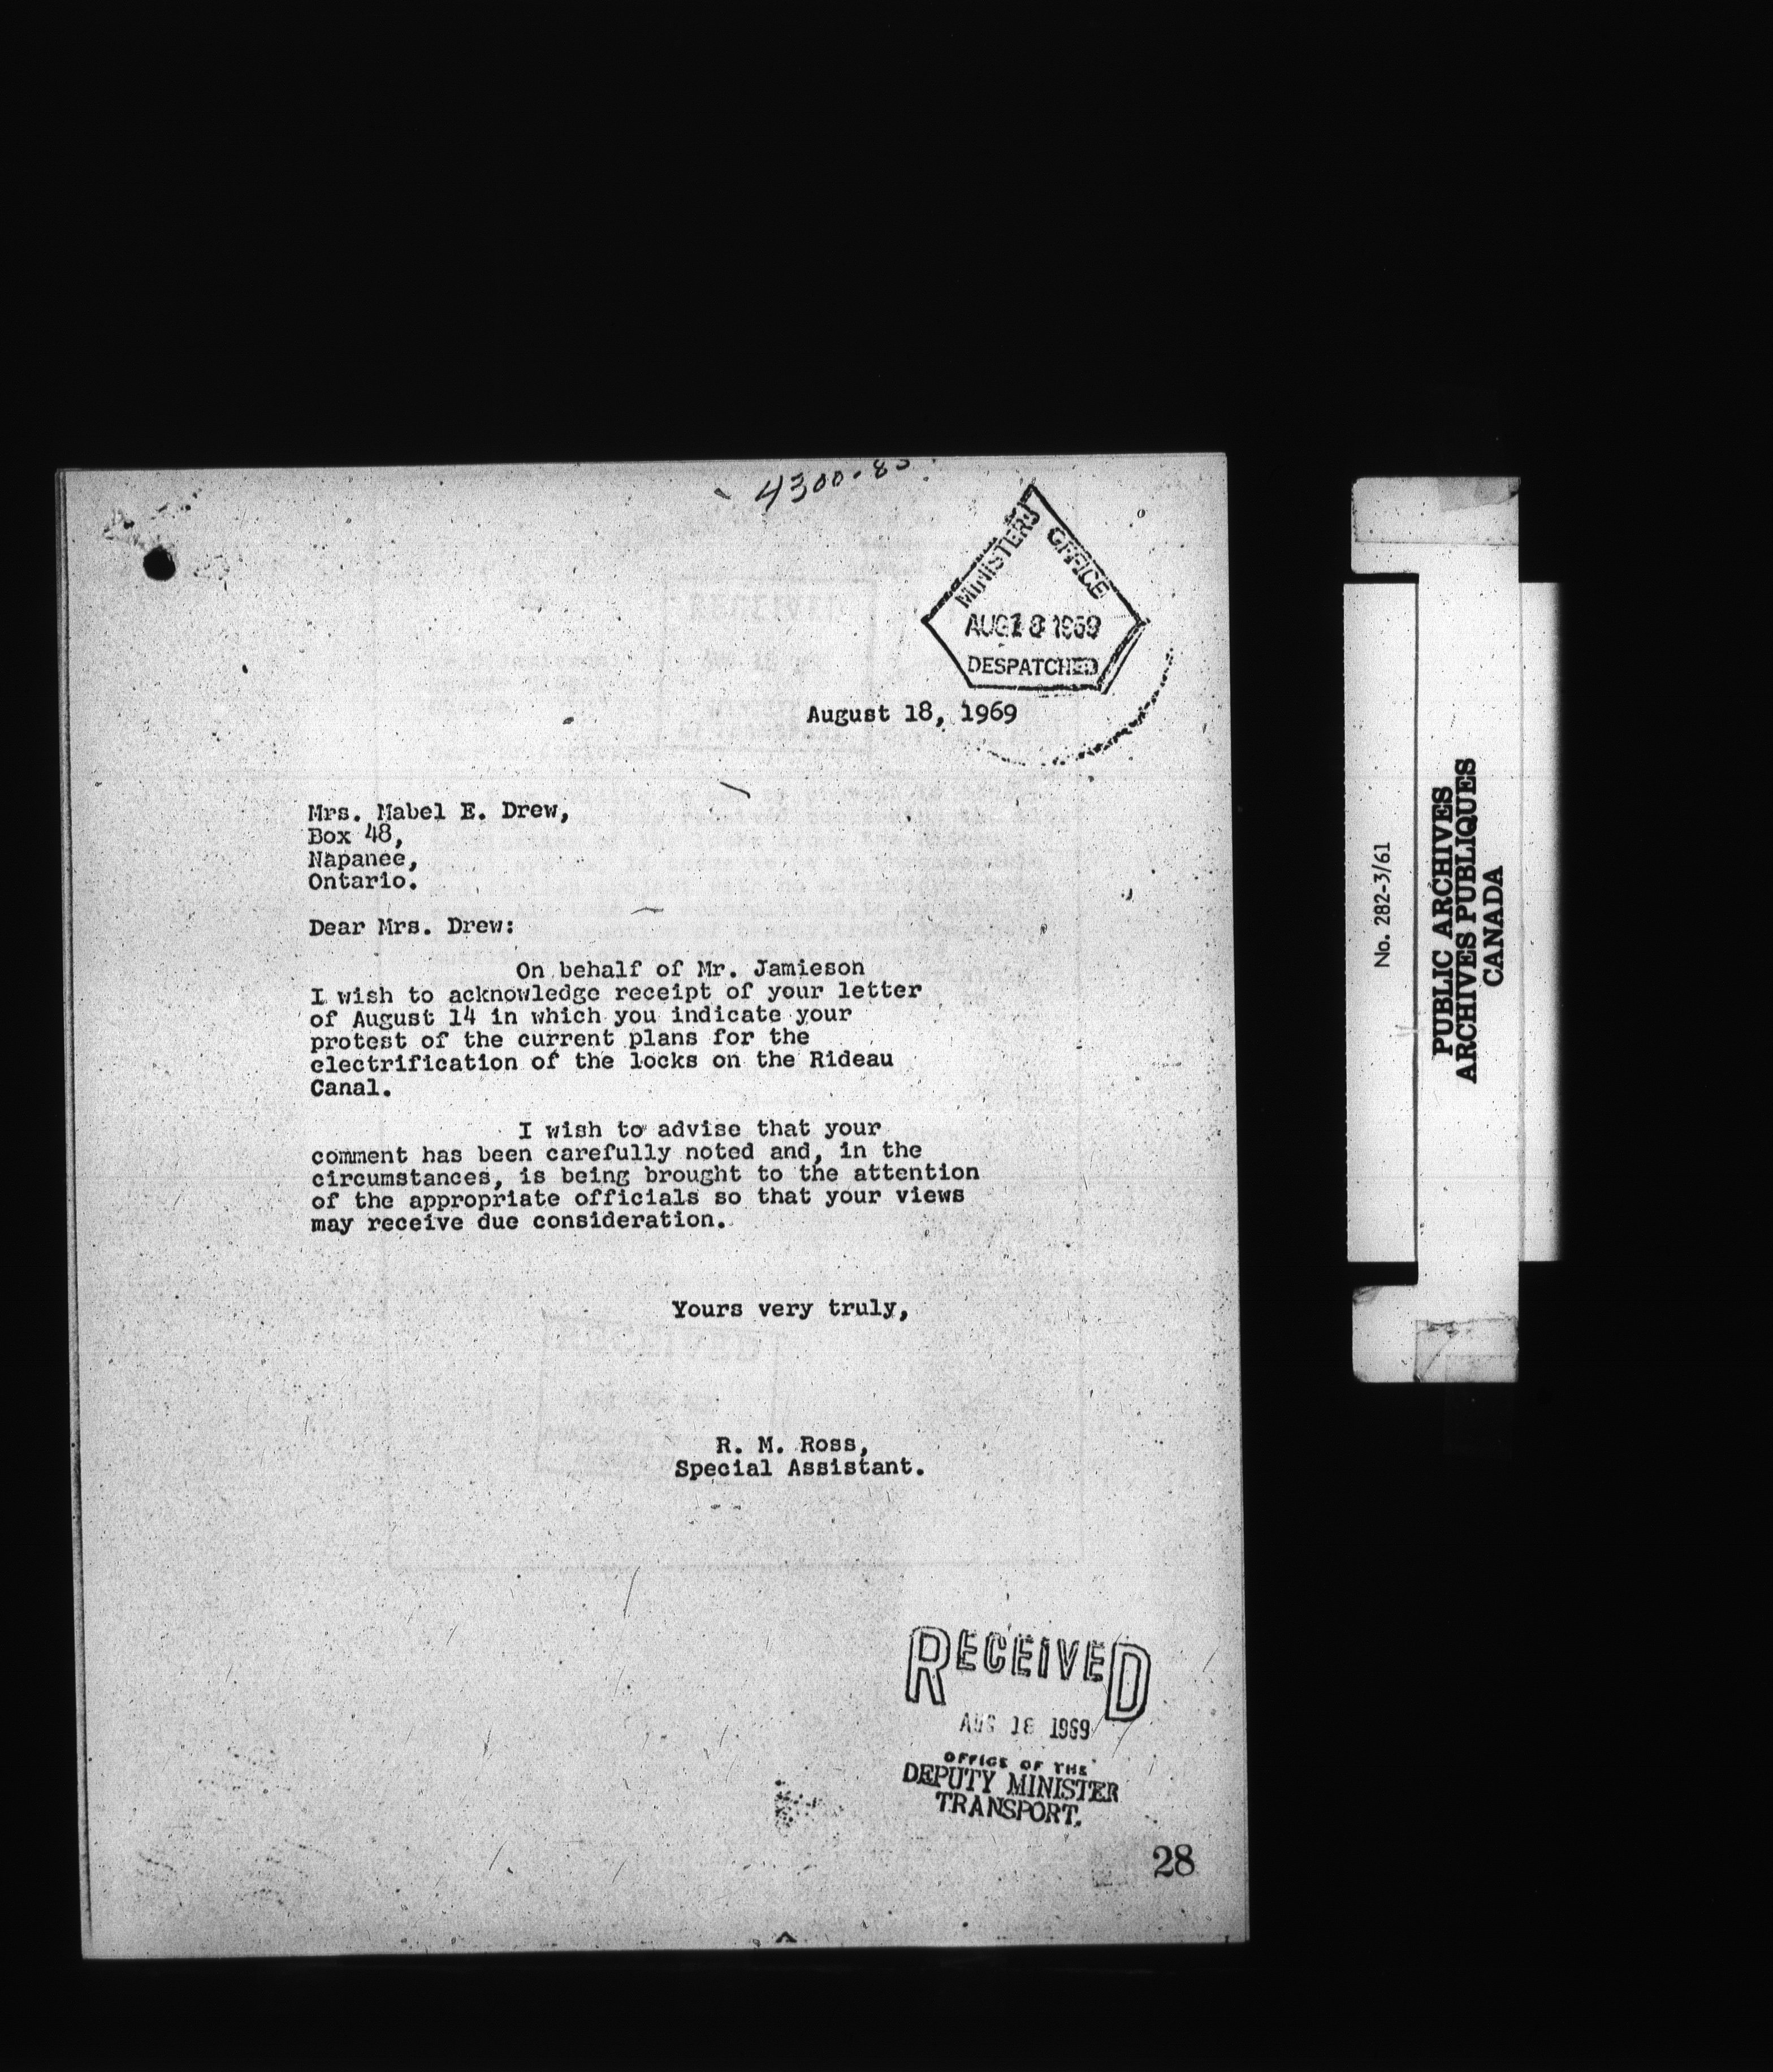 4300-8
MINISTERS OFFICE
AUG 18 1969
DESPATCHED
August 18, 1969
Mrs. Mabel E. Drew,
Box 48,
Napanee,
Ontario.
Dear Mrs. Drew:
On behalf of Mr. Jamieson
I wish to acknowledge receipt of your letter
of August 14 in which you indicate your
protest of the current plans for the
electrification of the locks on the Rideau
Canal.
I wish to advise that your
comment has been carefully noted and, in the
circumstances, is being brought to the attention
of the appropriate officials so that your views
may receive due consideration.
Yours very truly,
R. M. Ross,
Special Assistant.
RECEIVED
AUG 18 1969
OFFICE OF THE
DEPUTY MINISTER
TRANSPORT.
28
No. 282-3/61
PUBLIC ARCHIVES
ARCHIVES PUBLIQUES
CANADA